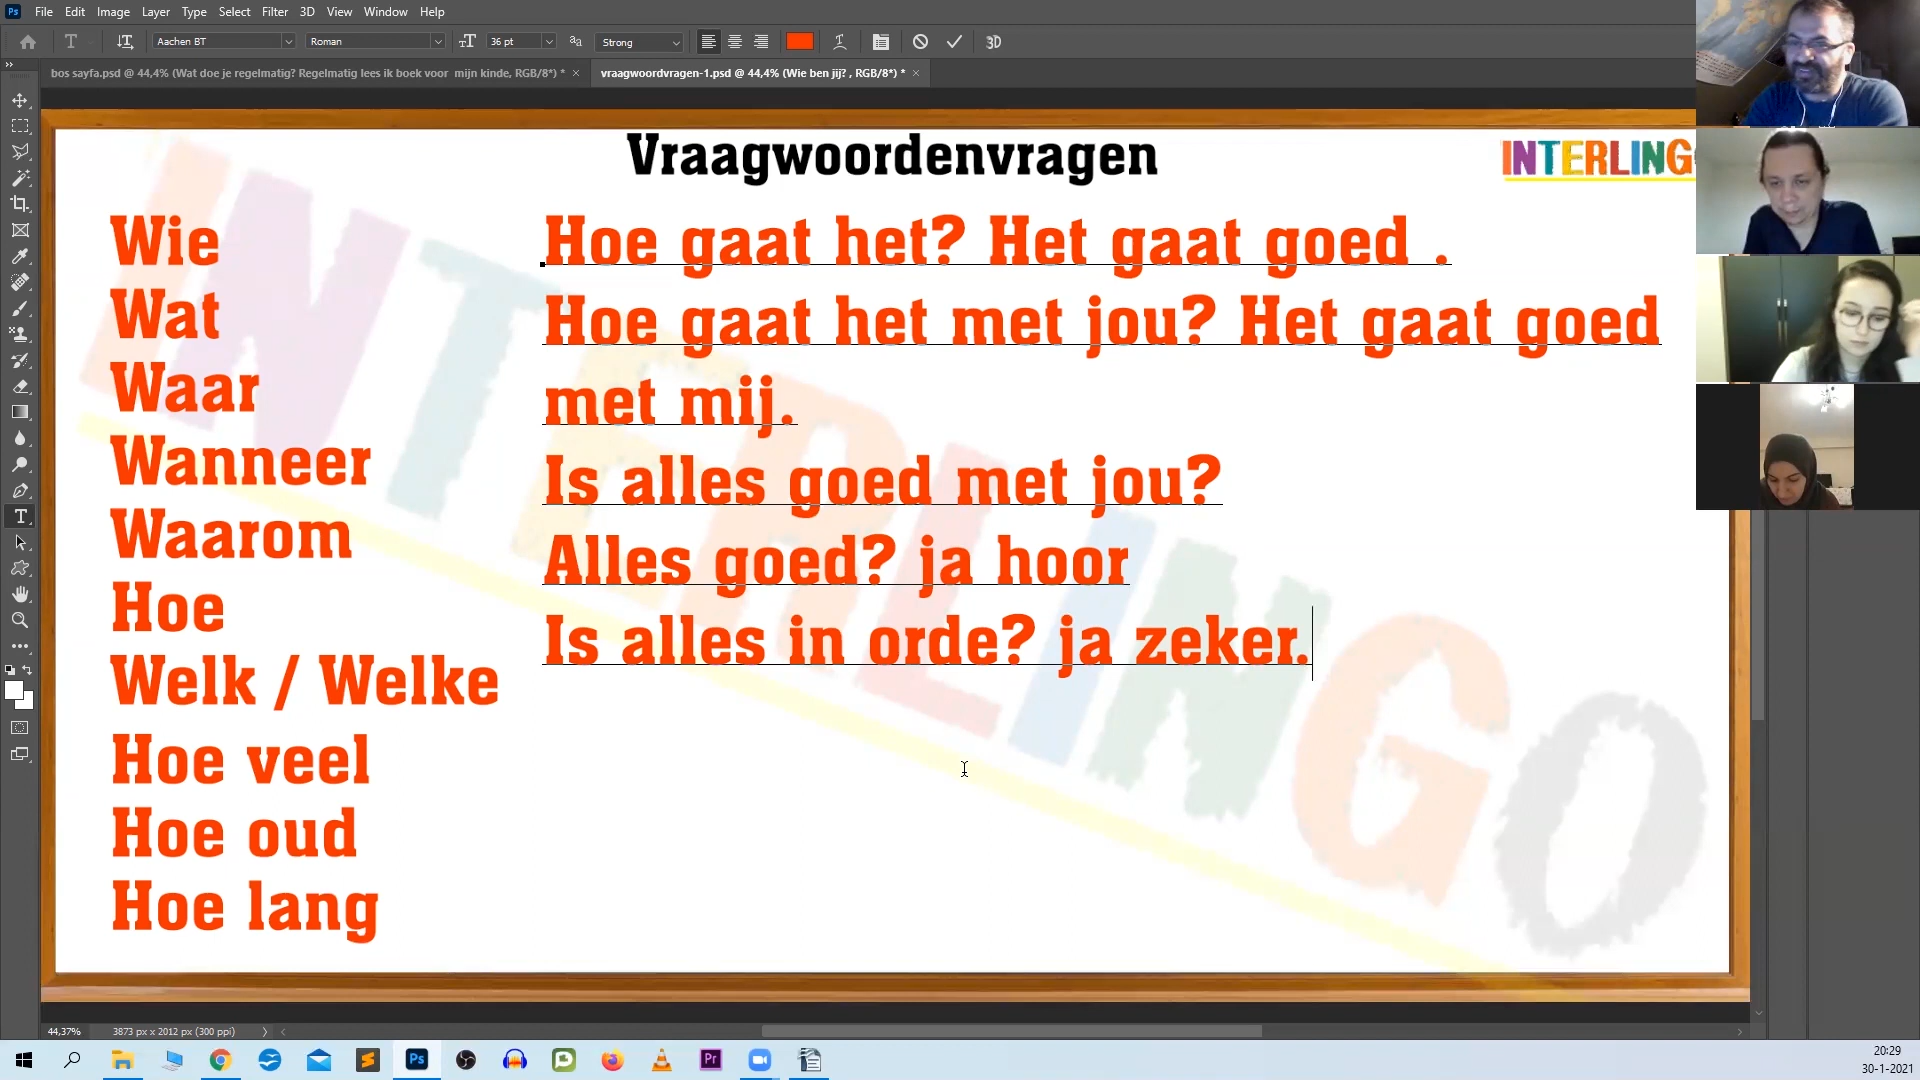 File Edit Image Layer Type Select Filter 3D View Window Help
Aachen BT Roman 36 pt Strong 3D
bos sayfa.psd @ 44,4% (Wat doe je regelmatig? Regelmatig lees ik boek voor mijn kinde, RGB/8*) * vraagwoordvragen-1.psd @ 44,4% (Wie ben jij? , RGB/8*) *
Vraagwoordenvragen
INTERLINGO
Wie
Wat
Waar
Wanneer
Waarom
Hoe
Welk / Welke
Hoe veel
Hoe oud
Hoe lang
Hoe gaat het? Het gaat goed .
Hoe gaat het met jou? Het gaat goed
met mij.
Is alles goed met jou?
Alles goed? ja hoor
Is alles in orde? ja zeker.
INTERLINGO
44,37% 3873 px x 2012 px (300 ppi)
20:29
30-1-2021